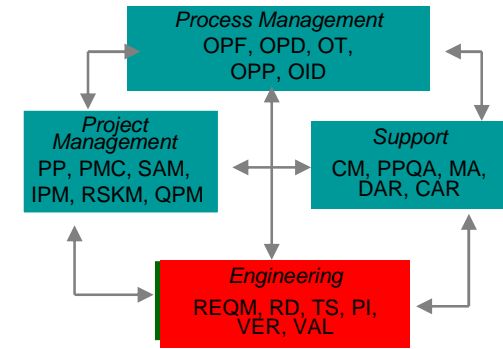 Process Management
OPF, OPD, OT,
OPP, OID
Project
Management
PP, PMC, SAM,
IPM, RSKM, QPM
Support
CM, PPQA, MA,
DAR, CAR
Engineering
REQM, RD, TS, PI,
VER, VAL